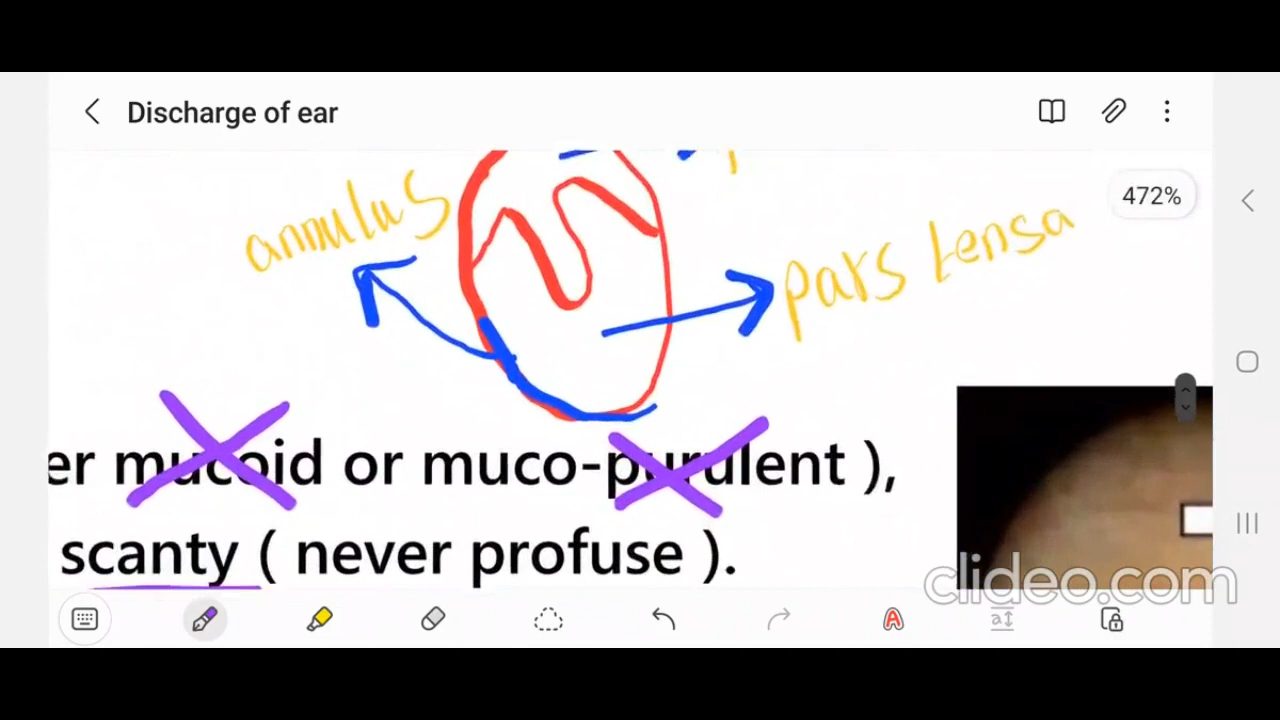 Discharge of ear
472%
annulus
pars tensa
er mucoid or muco-purulent ),
scanty ( never profuse ).
clideo.com
A
a